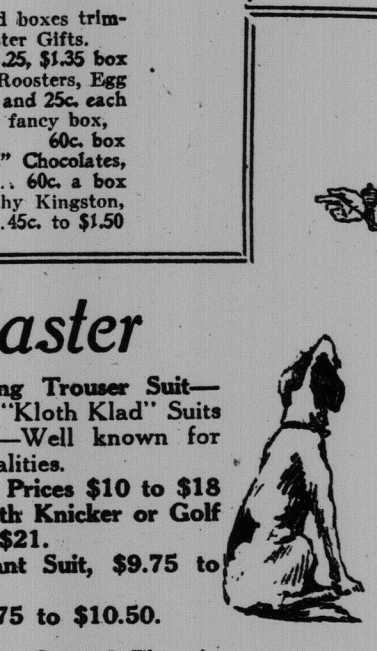 d boxes trim-
ster Gifts.
.25, $1.35 box
Roosters, Egg
and 25c. each
fancy box,
60c. box
” Chocolates,
.. 60c. a box
hy Kingston,
.45c. to $1.50
aster
ng Trouser Suit—
“Kloth Klad” Suits
—Well known for
alities.
Prices $10 to $18
th Knicker or Golf
$21.
ant Suit, $9.75 to
75 to $10.50.